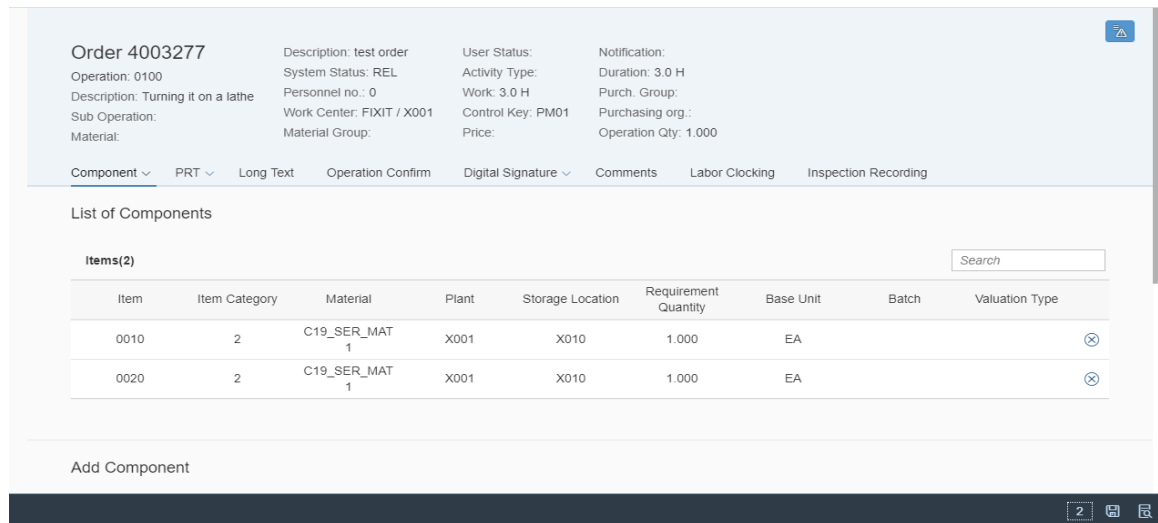 Order 4003277
Operation: 0100
Description: Turning it on a lathe
Sub Operation:
Material:
Description: test order
System Status: REL
Personnel no.: 0
Work Center: FIXIT / X001
Material Group:
User Status:
Activity Type:
Work: 3.0 H
Control Key: PM01
Price:
Notification:
Duration: 3.0 H
Purch. Group:
Purchasing org.:
Operation Qty: 1.000
Component PRT Long Text Operation Confirm Digital Signature Comments Labor Clocking Inspection Recording
List of Components
Items(2) Search
Item Item Category Material Plant Storage Location Requirement Quantity Base Unit Batch Valuation Type
0010 2 C19_SER_MAT1 X001 X010 1.000 EA
0020 2 C19_SER_MAT1 X001 X010 1.000 EA
Add Component
2